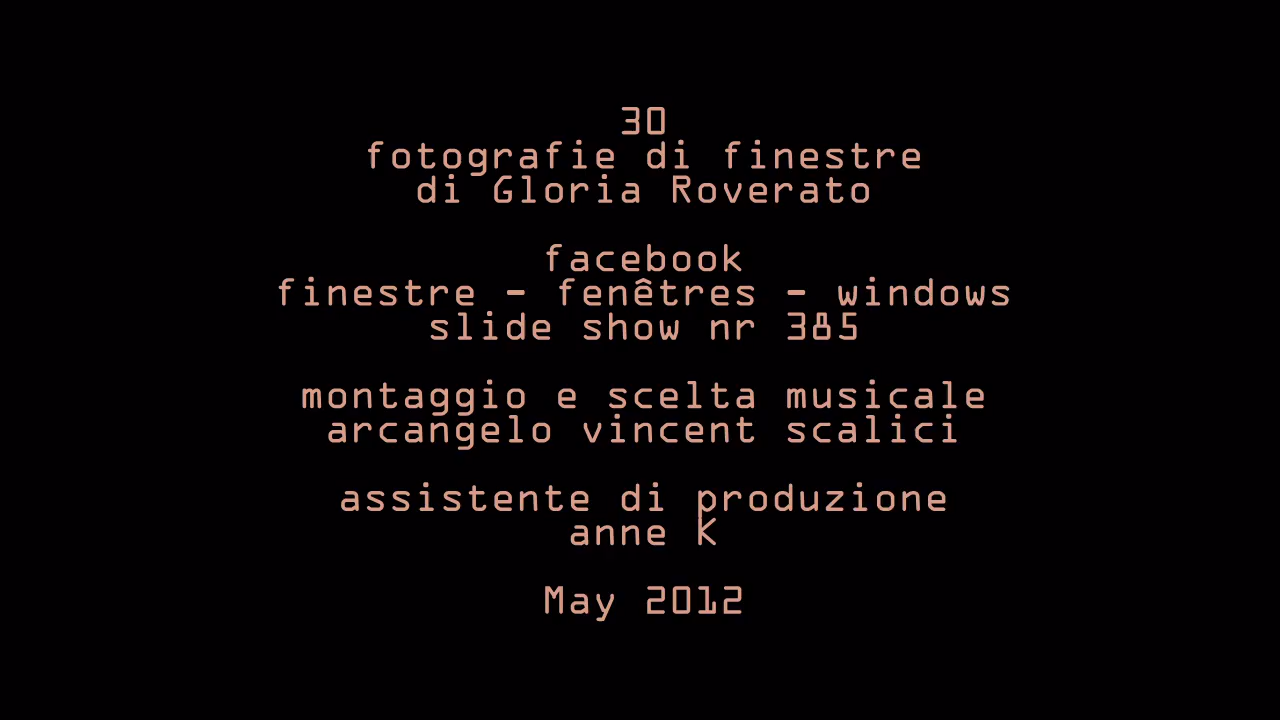 30
fotografie di finestre
di Gloria Roverato
facebook
finestre - fenêtres - windows
slide show nr 385
montaggio e scelta musicale
arcangelo vincent scalici
assistente di produzione
anne K
May 2012